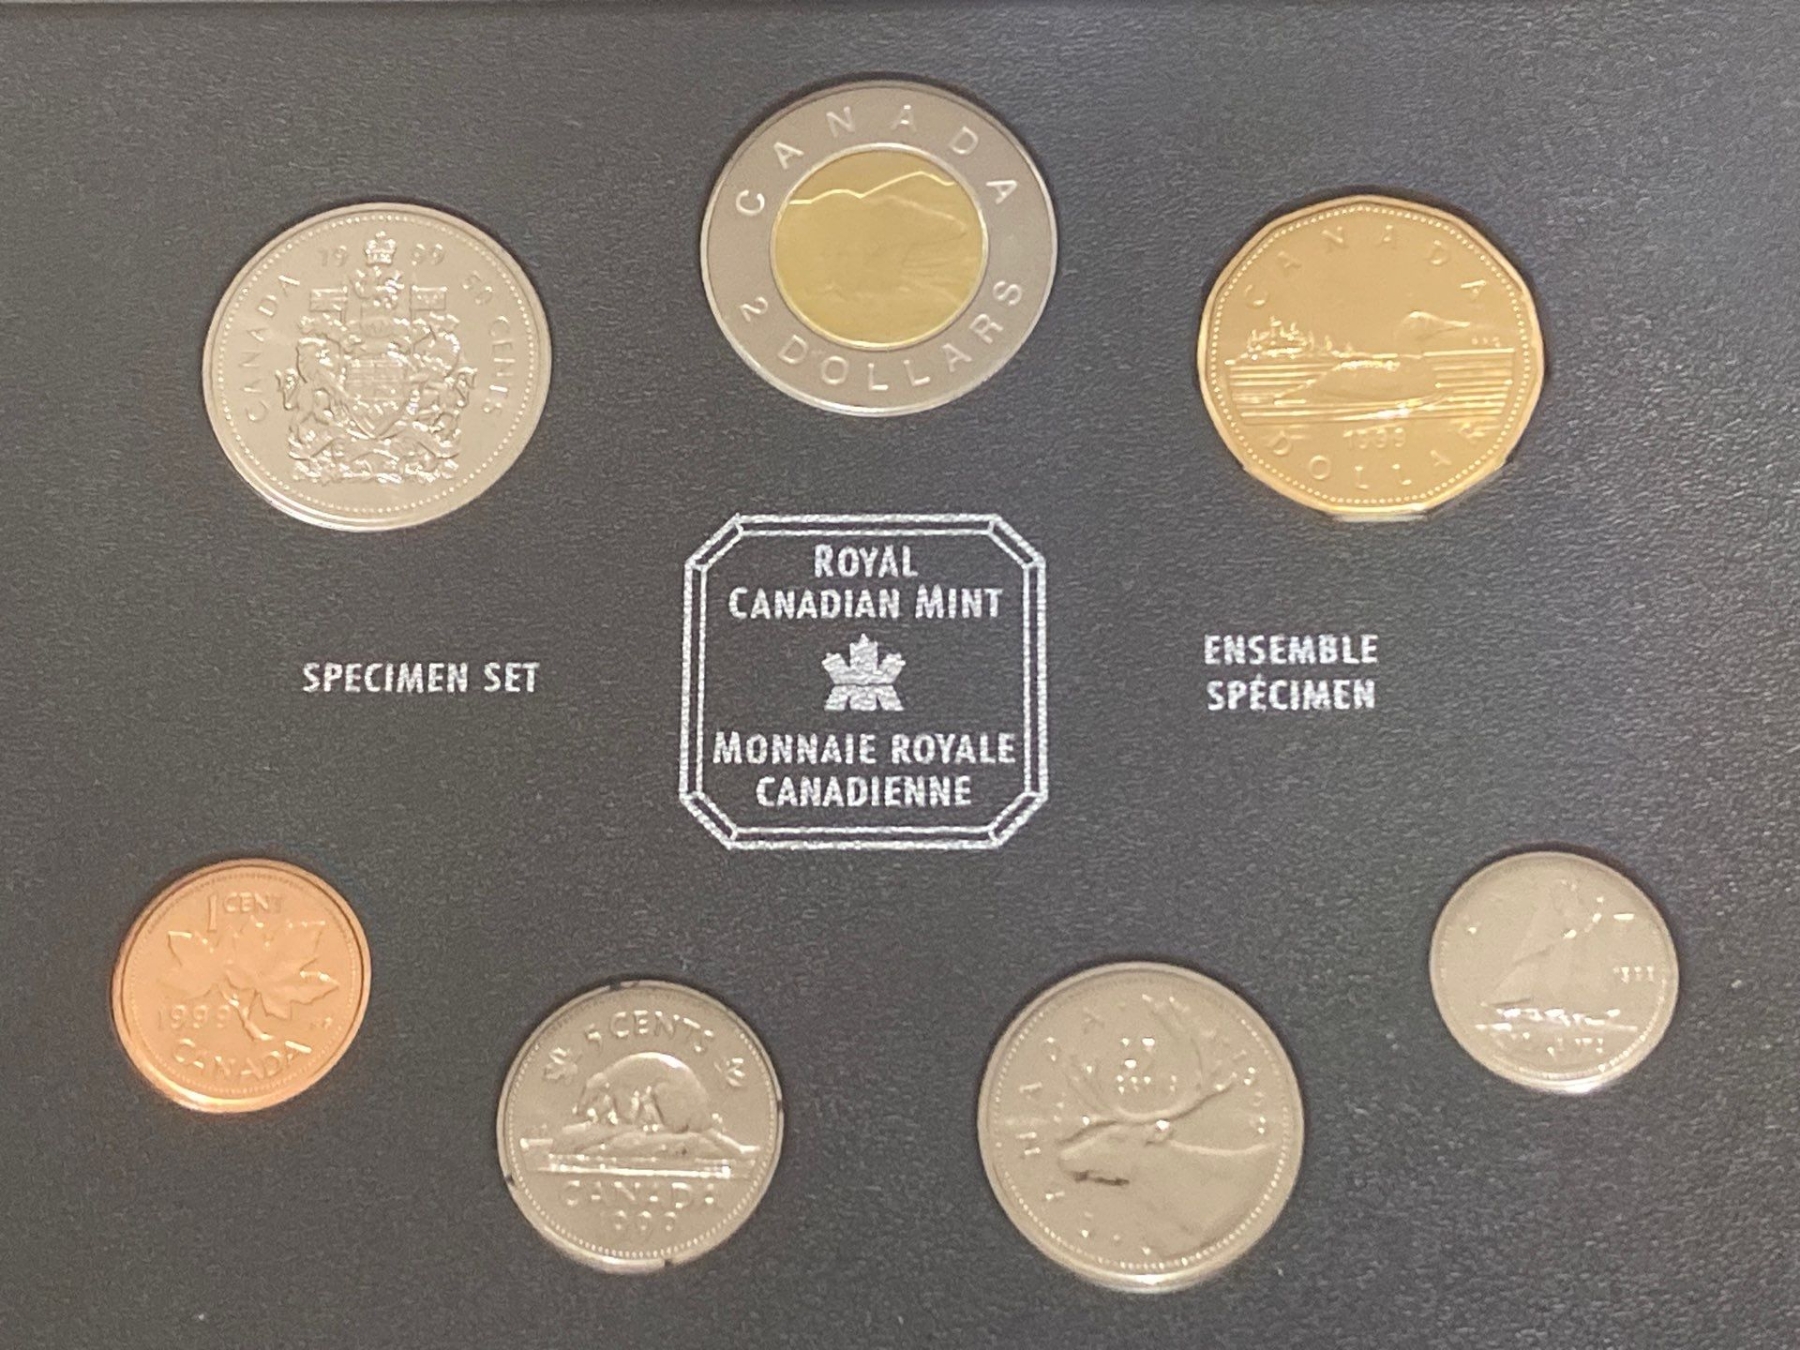 CANADA
2 DOLLARS
CANADA 1999 50 CENTS
CANADA
1999
DOLLAR
ROYAL
CANADIAN MINT
MONNAIE ROYALE
CANADIENNE
SPECIMEN SET
ENSEMBLE
SPÉCIMEN
1 CENT
1999
CANADA
5 CENTS
CANADA
1999